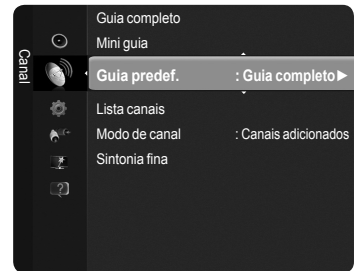 Canal
Guia completo
Mini guia
Guia predef. : Guia completo►
Lista canais
Modo de canal : Canais adicionados
Sintonia fina